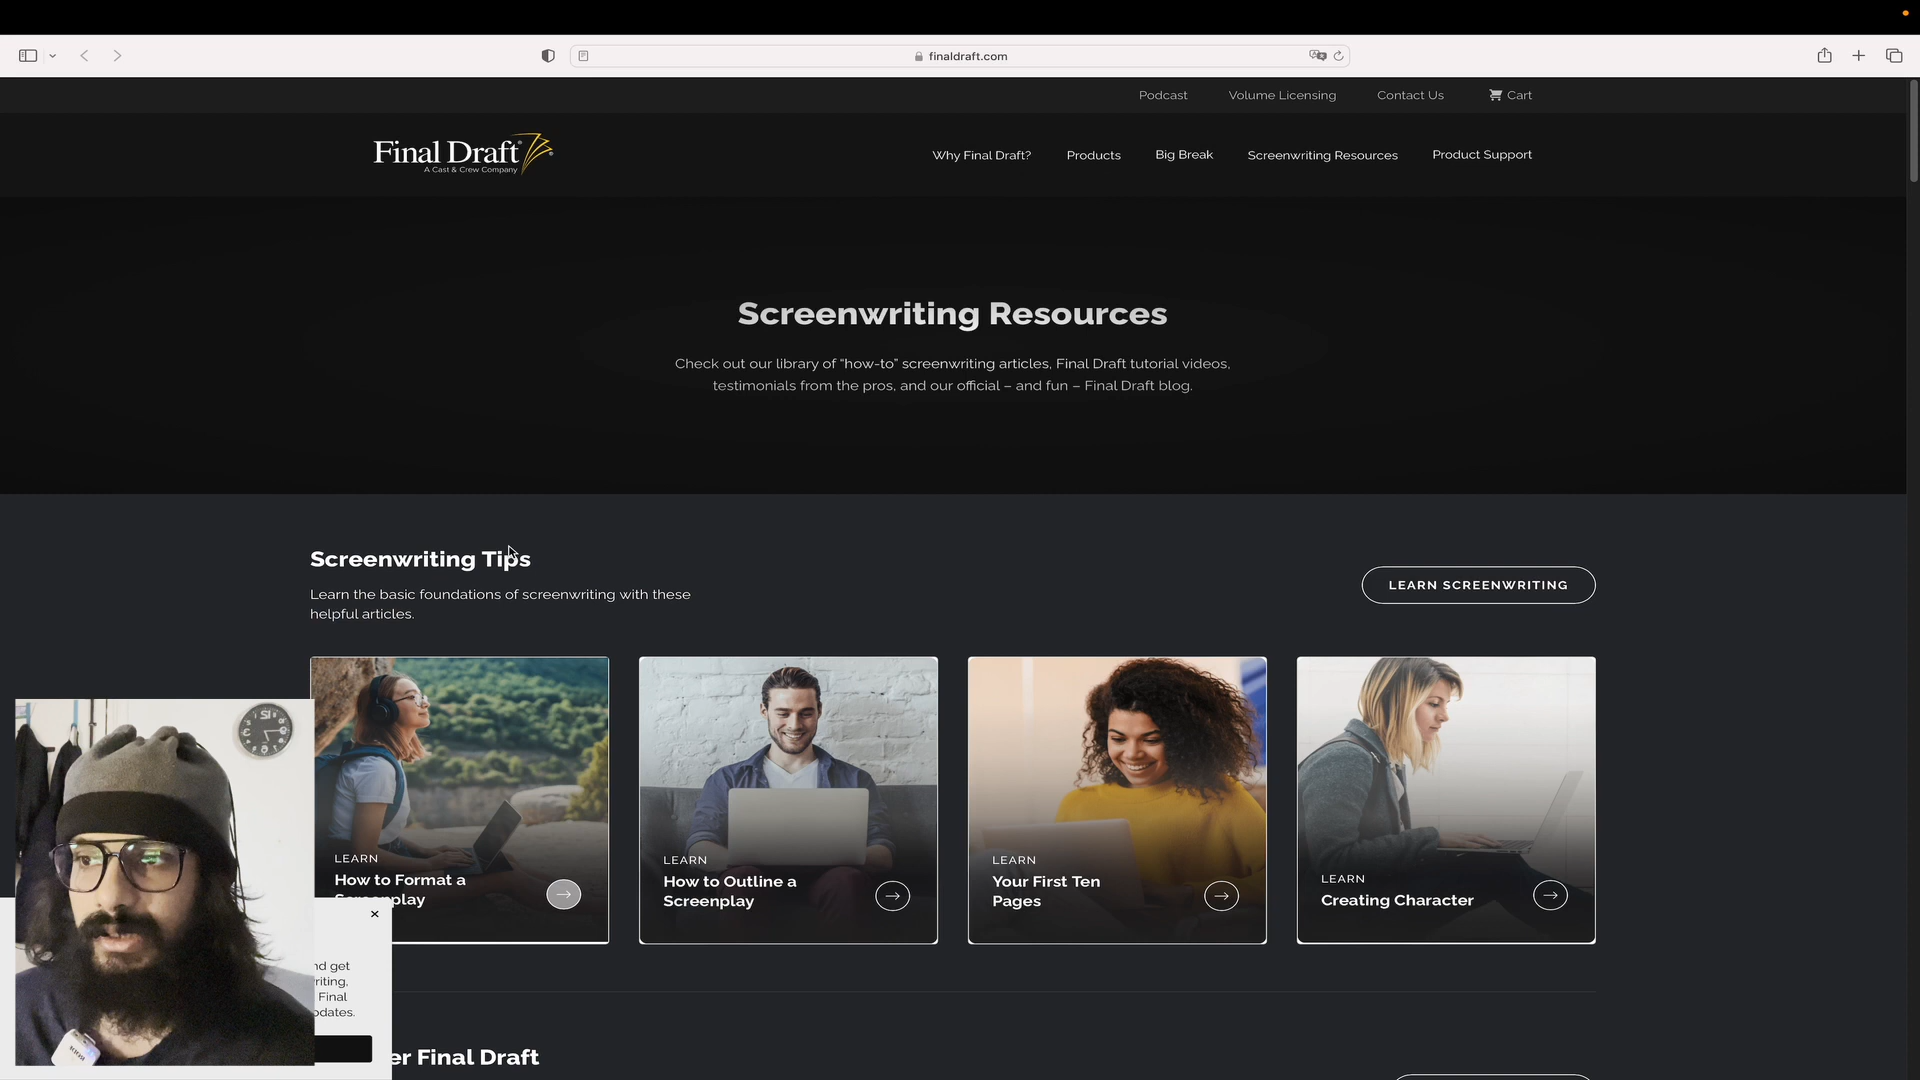 finaldraft.com
Podcast
Volume Licensing
Contact Us
Cart
Final Draft®
A Cast & Crew Company
Why Final Draft?
Products
Big Break
Screenwriting Resources
Product Support
Screenwriting Resources
Check out our library of “how-to” screenwriting articles, Final Draft tutorial videos,
testimonials from the pros, and our official – and fun – Final Draft blog.
Screenwriting Tips
Learn the basic foundations of screenwriting with these
helpful articles.
LEARN SCREENWRITING
LEARN
How to Format a
Screenplay
LEARN
How to Outline a
Screenplay
LEARN
Your First Ten
Pages
LEARN
Creating Character
get
Final
Final Draft